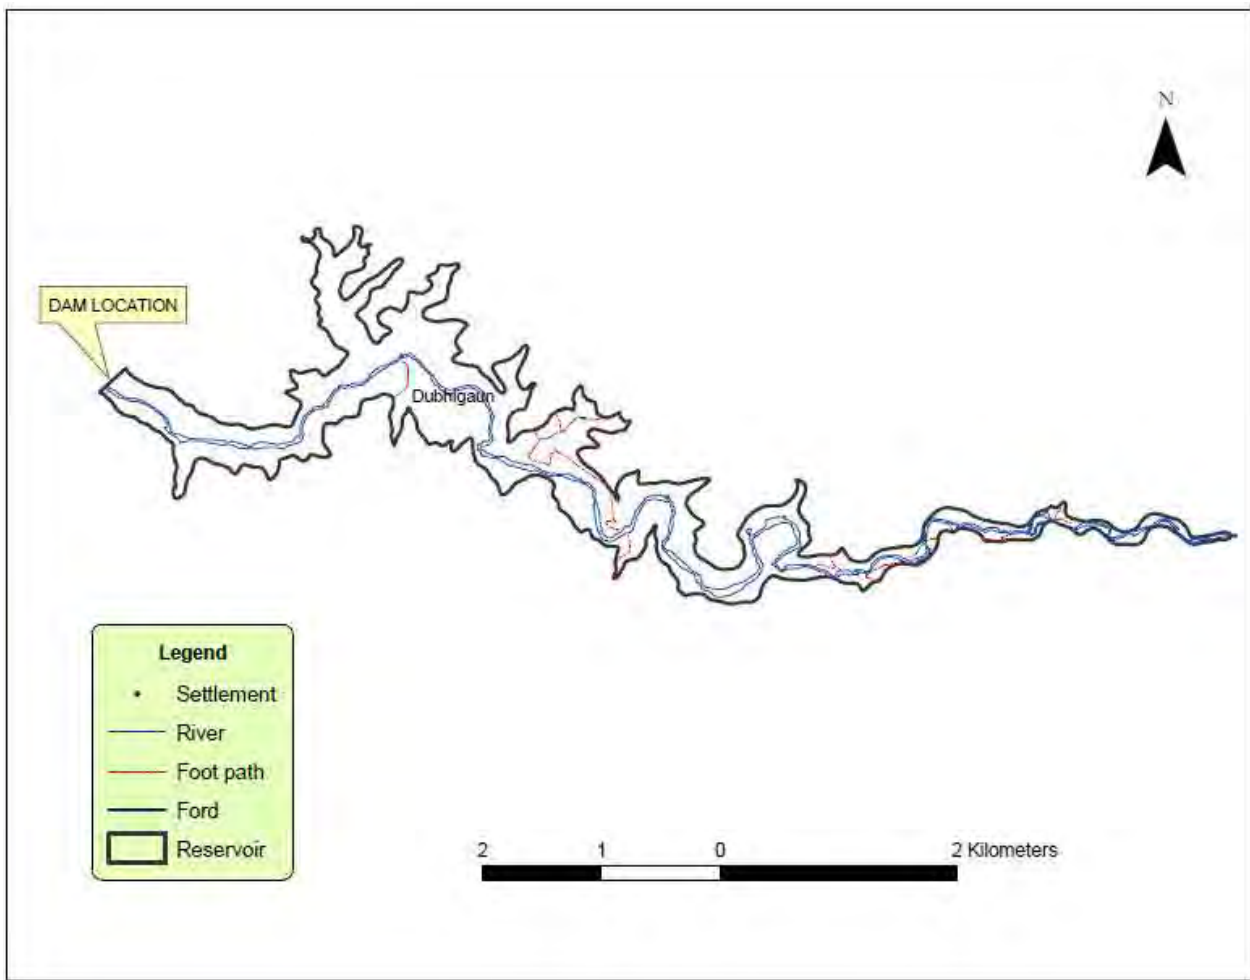 N
DAM LOCATION
Dubhigaun
Legend
Settlement
River
Foot path
Ford
Reservoir
2 1 0 2 Kilometers